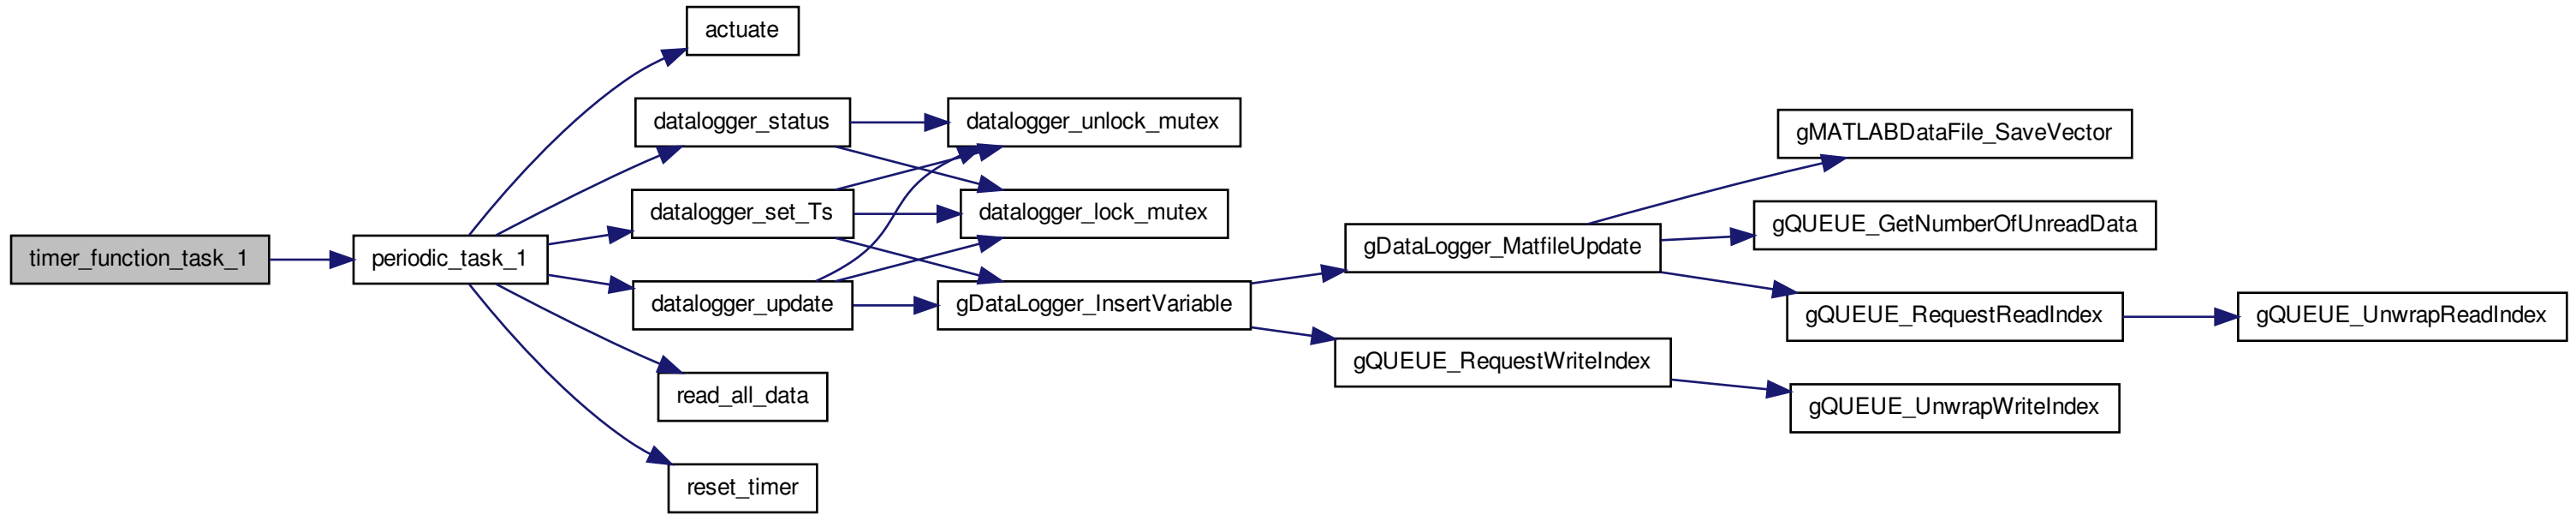 timer_function_task_1
periodic_task_1
actuate
datalogger_status
datalogger_set_Ts
datalogger_update
read_all_data
reset_timer
datalogger_unlock_mutex
datalogger_lock_mutex
gDataLogger_InsertVariable
gDataLogger_MatfileUpdate
gQUEUE_RequestWriteIndex
gMATLABDataFile_SaveVector
gQUEUE_GetNumberOfUnreadData
gQUEUE_RequestReadIndex
gQUEUE_UnwrapWriteIndex
gQUEUE_UnwrapReadIndex